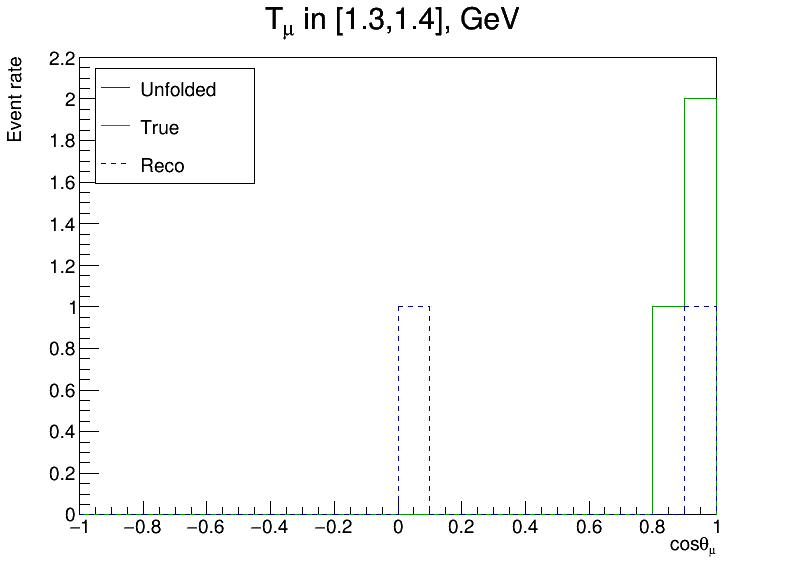 T_μ in [1.3,1.4], GeV
Event rate
2.2
2
1.8
1.6
1.4
1.2
1
0.8
0.6
0.4
0.2
0
Unfolded
True
Reco
−1 −0.8 −0.6 −0.4 −0.2 0 0.2 0.4 0.6 0.8 1
cosθ_μ